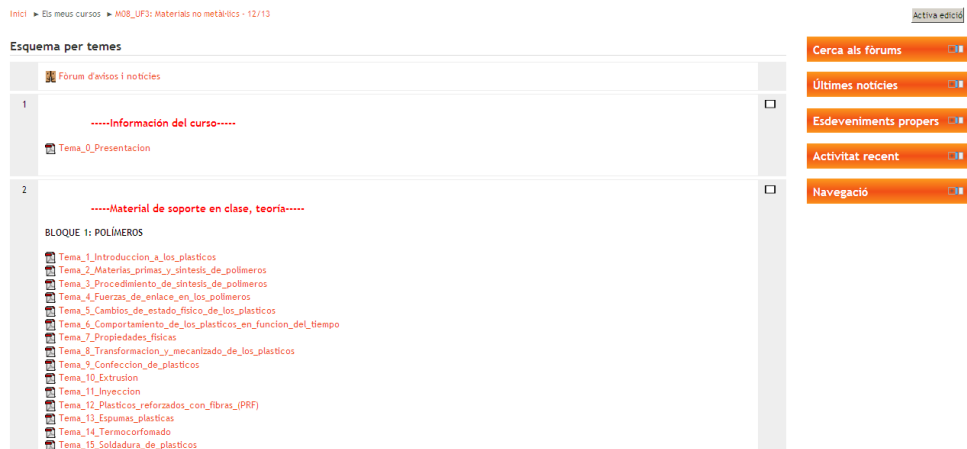 Inici ► Els meus cursos ► M08_UF3: Materials no metàl·lics - 12/13
Activa edició
Esquema per temes
Fòrum d'avisos i notícies
1
-----Información del curso-----
Tema_0_Presentacion
2
-----Material de soporte en clase, teoría-----
BLOQUE 1: POLÍMEROS
Tema_1_Introduccion_a_los_plasticos
Tema_2_Materias_primas_y_sintesis_de_polimeros
Tema_3_Procedimiento_de_sintesis_de_polimeros
Tema_4_Fuerzas_de_enlace_en_los_polimeros
Tema_5_Cambios_de_estado_fisico_de_los_plasticos
Tema_6_Comportamiento_de_los_plasticos_en_funcion_del_tiempo
Tema_7_Propiedades_fisicas
Tema_8_Transformacion_y_mecanizado_de_los_plasticos
Tema_9_Confeccion_de_plasticos
Tema_10_Extrusion
Tema_11_Inyeccion
Tema_12_Plasticos_reforzados_con_fibras_(PRF)
Tema_13_Espumas_plasticas
Tema_14_Termocorfomado
Tema_15_Soldadura_de_plasticos
Cerca als fòrums
Últimes notícies
Esdeveniments propers
Activitat recent
Navegació